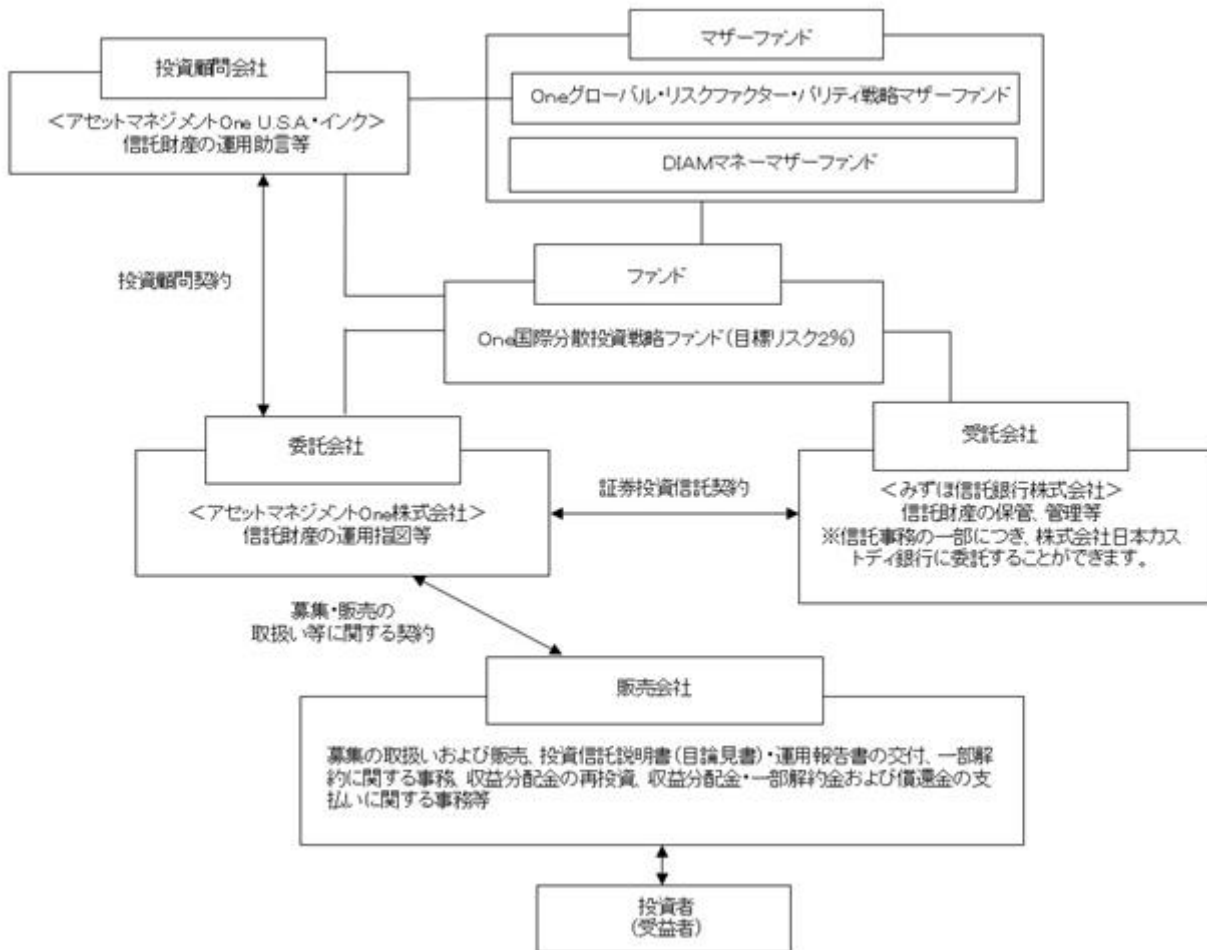 マザーファンド
投資顧問会社
Oneグローバル・リスクファクター・パリティ戦略マザーファンド
<アセットマネジメントOne U.S.A.・インク>
信託財産の運用助言等
DIAMマネーマザーファンド
ファンド
投資顧問契約
One国際分散投資戦略ファンド(目標リスク2%)
委託会社
受託会社
<アセットマネジメントOne株式会社>
信託財産の運用指図等
証券投資信託契約
<みずほ信託銀行株式会社>
信託財産の保管、管理等
※信託事務の一部につき、株式会社日本カス
トディ銀行に委託することができます。
募集・販売の
取扱い等に関する契約
販売会社
募集の取扱いおよび販売、投資信託説明書(目論見書)・運用報告書の交付、一部解
約に関する事務、収益分配金の再投資、収益分配金・一部解約金および償還金の支
払いに関する事務等
投資者
(受益者)